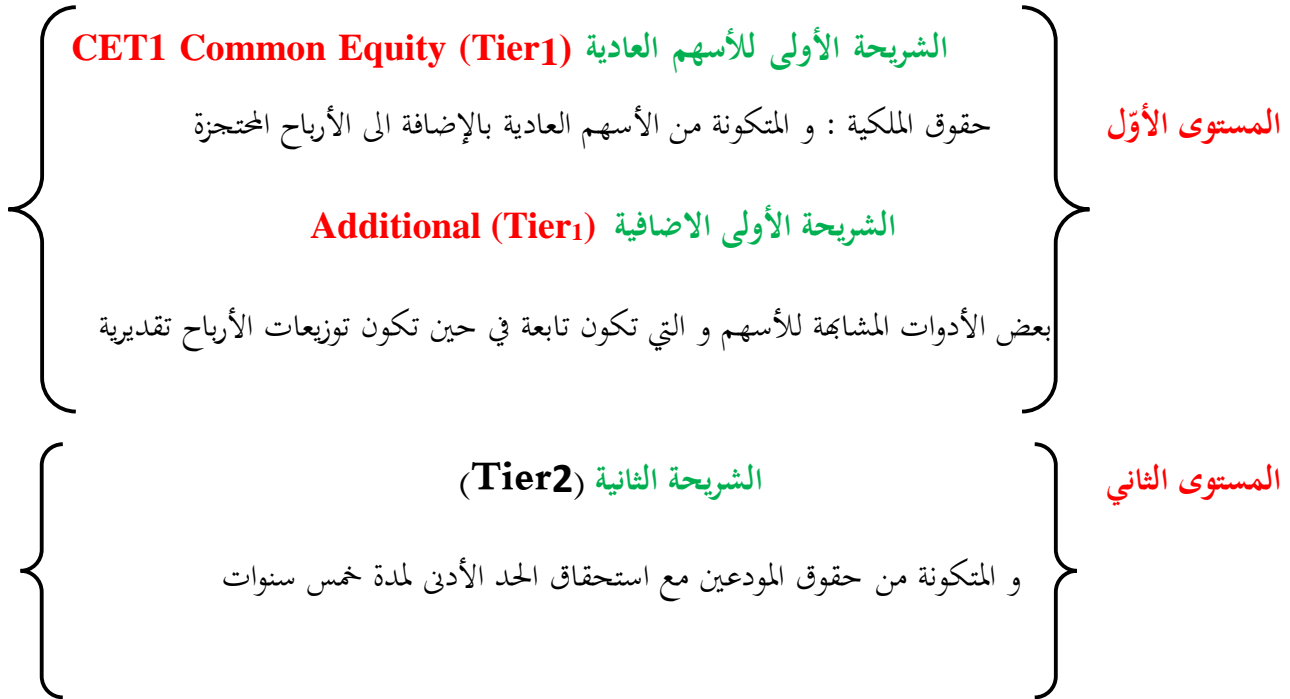 الشريحة الأولى للأسهم العادية CET1 Common Equity (Tier1)
المستوى الأوّل
حقوق الملكية : و المتكونة من الأسهم العادية بالإضافة الى الأرباح المحتجزة
الشريحة الأولى الاضافية Additional (Tier₁)
بعض الأدوات المشابهة للأسهم و التي تكون تابعة في حين تكون توزيعات الأرباح تقديرية
المستوى الثاني
الشريحة الثانية (Tier2)
و المتكونة من حقوق المودعين مع استحقاق الحد الأدنى لمدة خمس سنوات